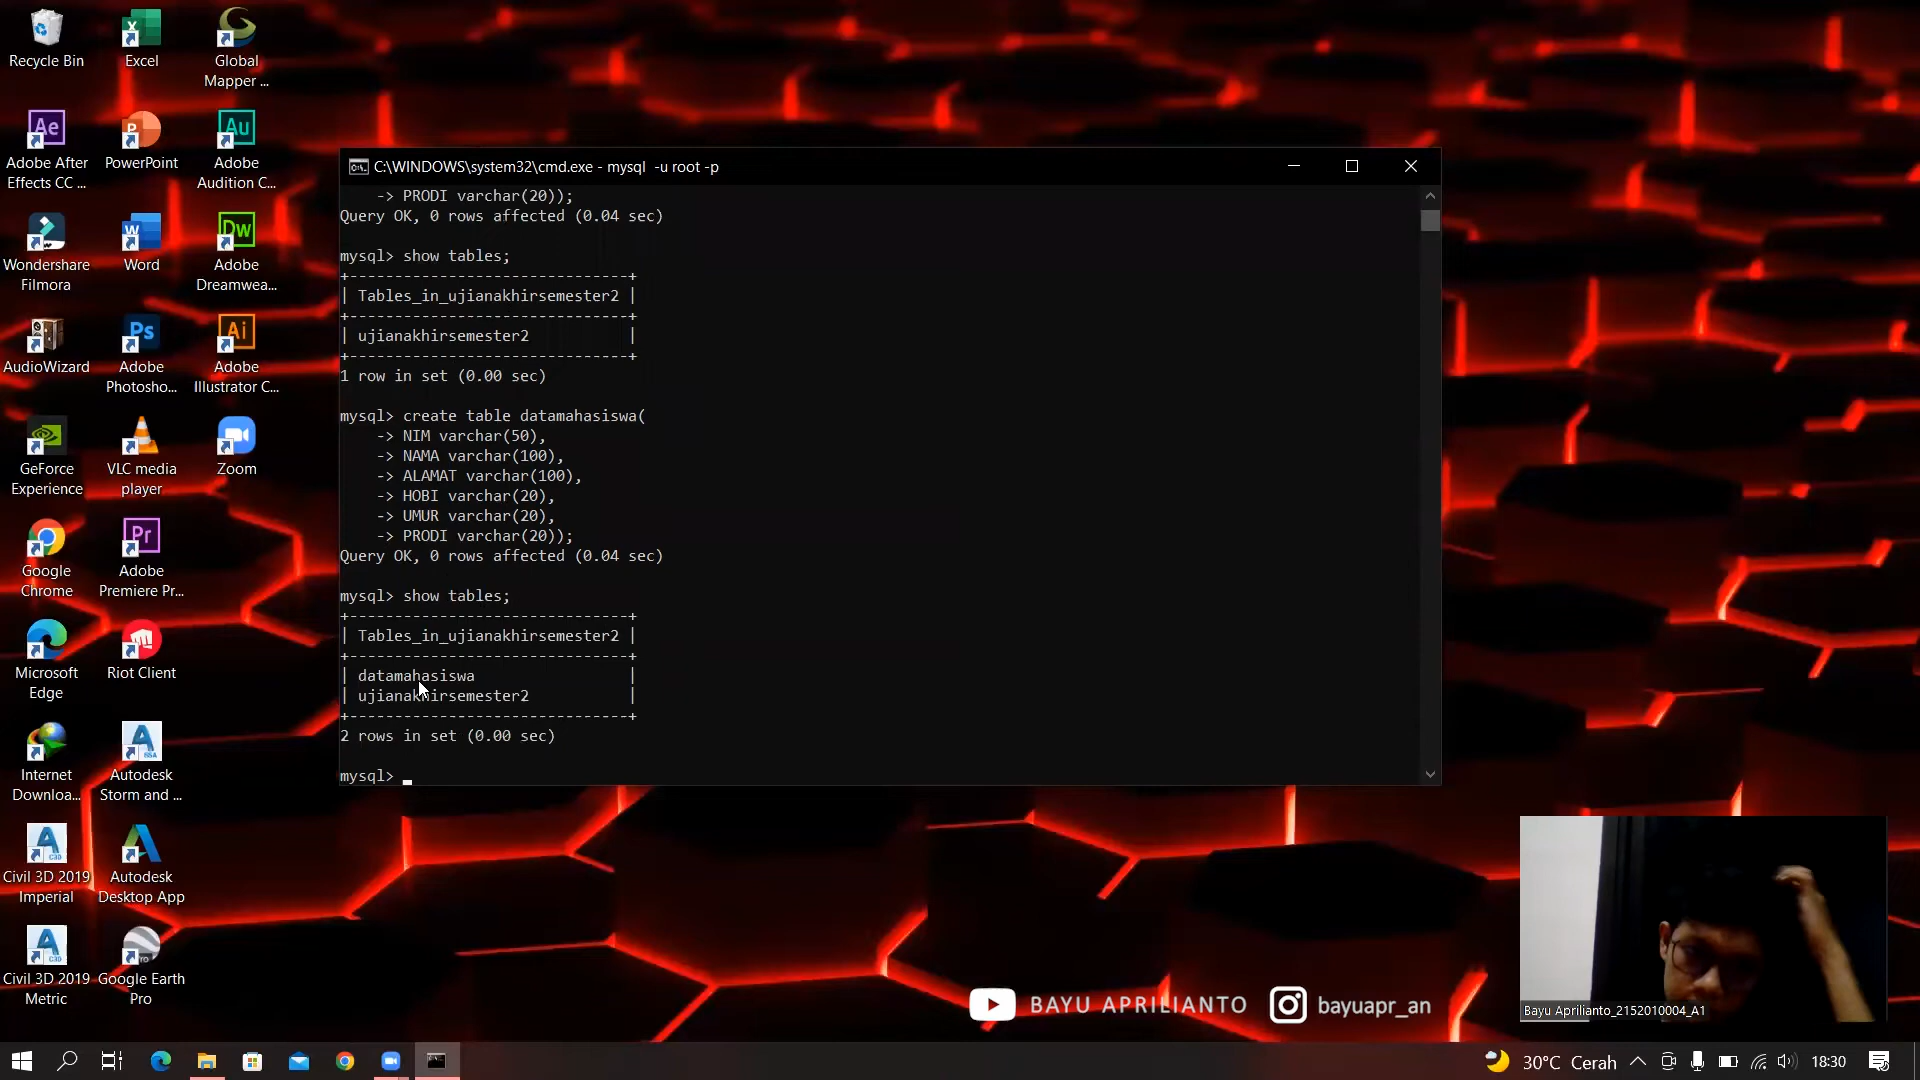 Recycle Bin
Excel
Global
Mapper ...
Adobe After
Effects CC ...
PowerPoint
Adobe
Audition C...
Wondershare
Filmora
Word
Adobe
Dreamwea...
AudioWizard
Adobe
Photosho...
Adobe
Illustrator C...
GeForce
Experience
VLC media
player
Zoom
Google
Chrome
Adobe
Premiere Pr...
Microsoft
Edge
Riot Client
Internet
Downloa...
Autodesk
Storm and ...
Civil 3D 2019
Imperial
Autodesk
Desktop App
Civil 3D 2019
Metric
Google Earth
Pro
C:\WINDOWS\system32\cmd.exe - mysql  -u root -p
    -> PRODI varchar(20));
Query OK, 0 rows affected (0.04 sec)
mysql> show tables;
+-------------------------------+
| Tables_in_ujianakhirsemester2 |
+-------------------------------+
| ujianakhirsemester2           |
+-------------------------------+
1 row in set (0.00 sec)
mysql> create table datamahasiswa(
    -> NIM varchar(50),
    -> NAMA varchar(100),
    -> ALAMAT varchar(100),
    -> HOBI varchar(20),
    -> UMUR varchar(20),
    -> PRODI varchar(20));
Query OK, 0 rows affected (0.04 sec)
mysql> show tables;
+-------------------------------+
| Tables_in_ujianakhirsemester2 |
+-------------------------------+
| datamahasiswa                 |
| ujianakhirsemester2           |
+-------------------------------+
2 rows in set (0.00 sec)
mysql>
BAYU APRILIANTO
bayuapr_an
Bayu Aprilianto_2152010004_A1
30°C Cerah
18:30